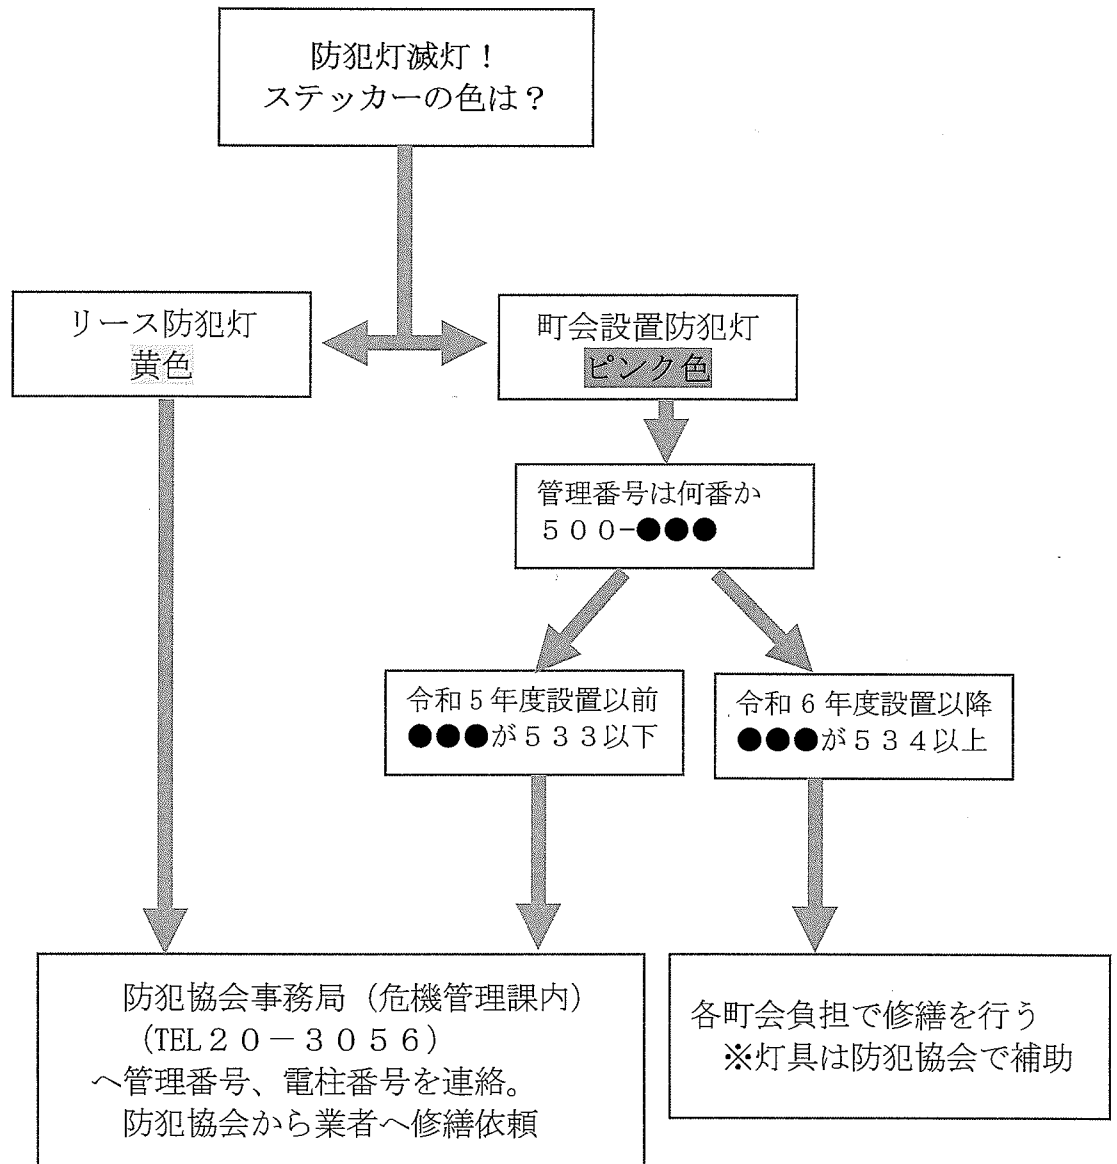 防犯灯滅灯！
ステッカーの色は？
リース防犯灯
黄色
町会設置防犯灯
ピンク色
管理番号は何番か
５００-●●●
令和５年度設置以前
●●●が５３３以下
令和６年度設置以降
●●●が５３４以上
防犯協会事務局（危機管理課内）
（TEL２０－３０５６）
へ管理番号、電柱番号を連絡。
防犯協会から業者へ修繕依頼
各町会負担で修繕を行う
※灯具は防犯協会で補助